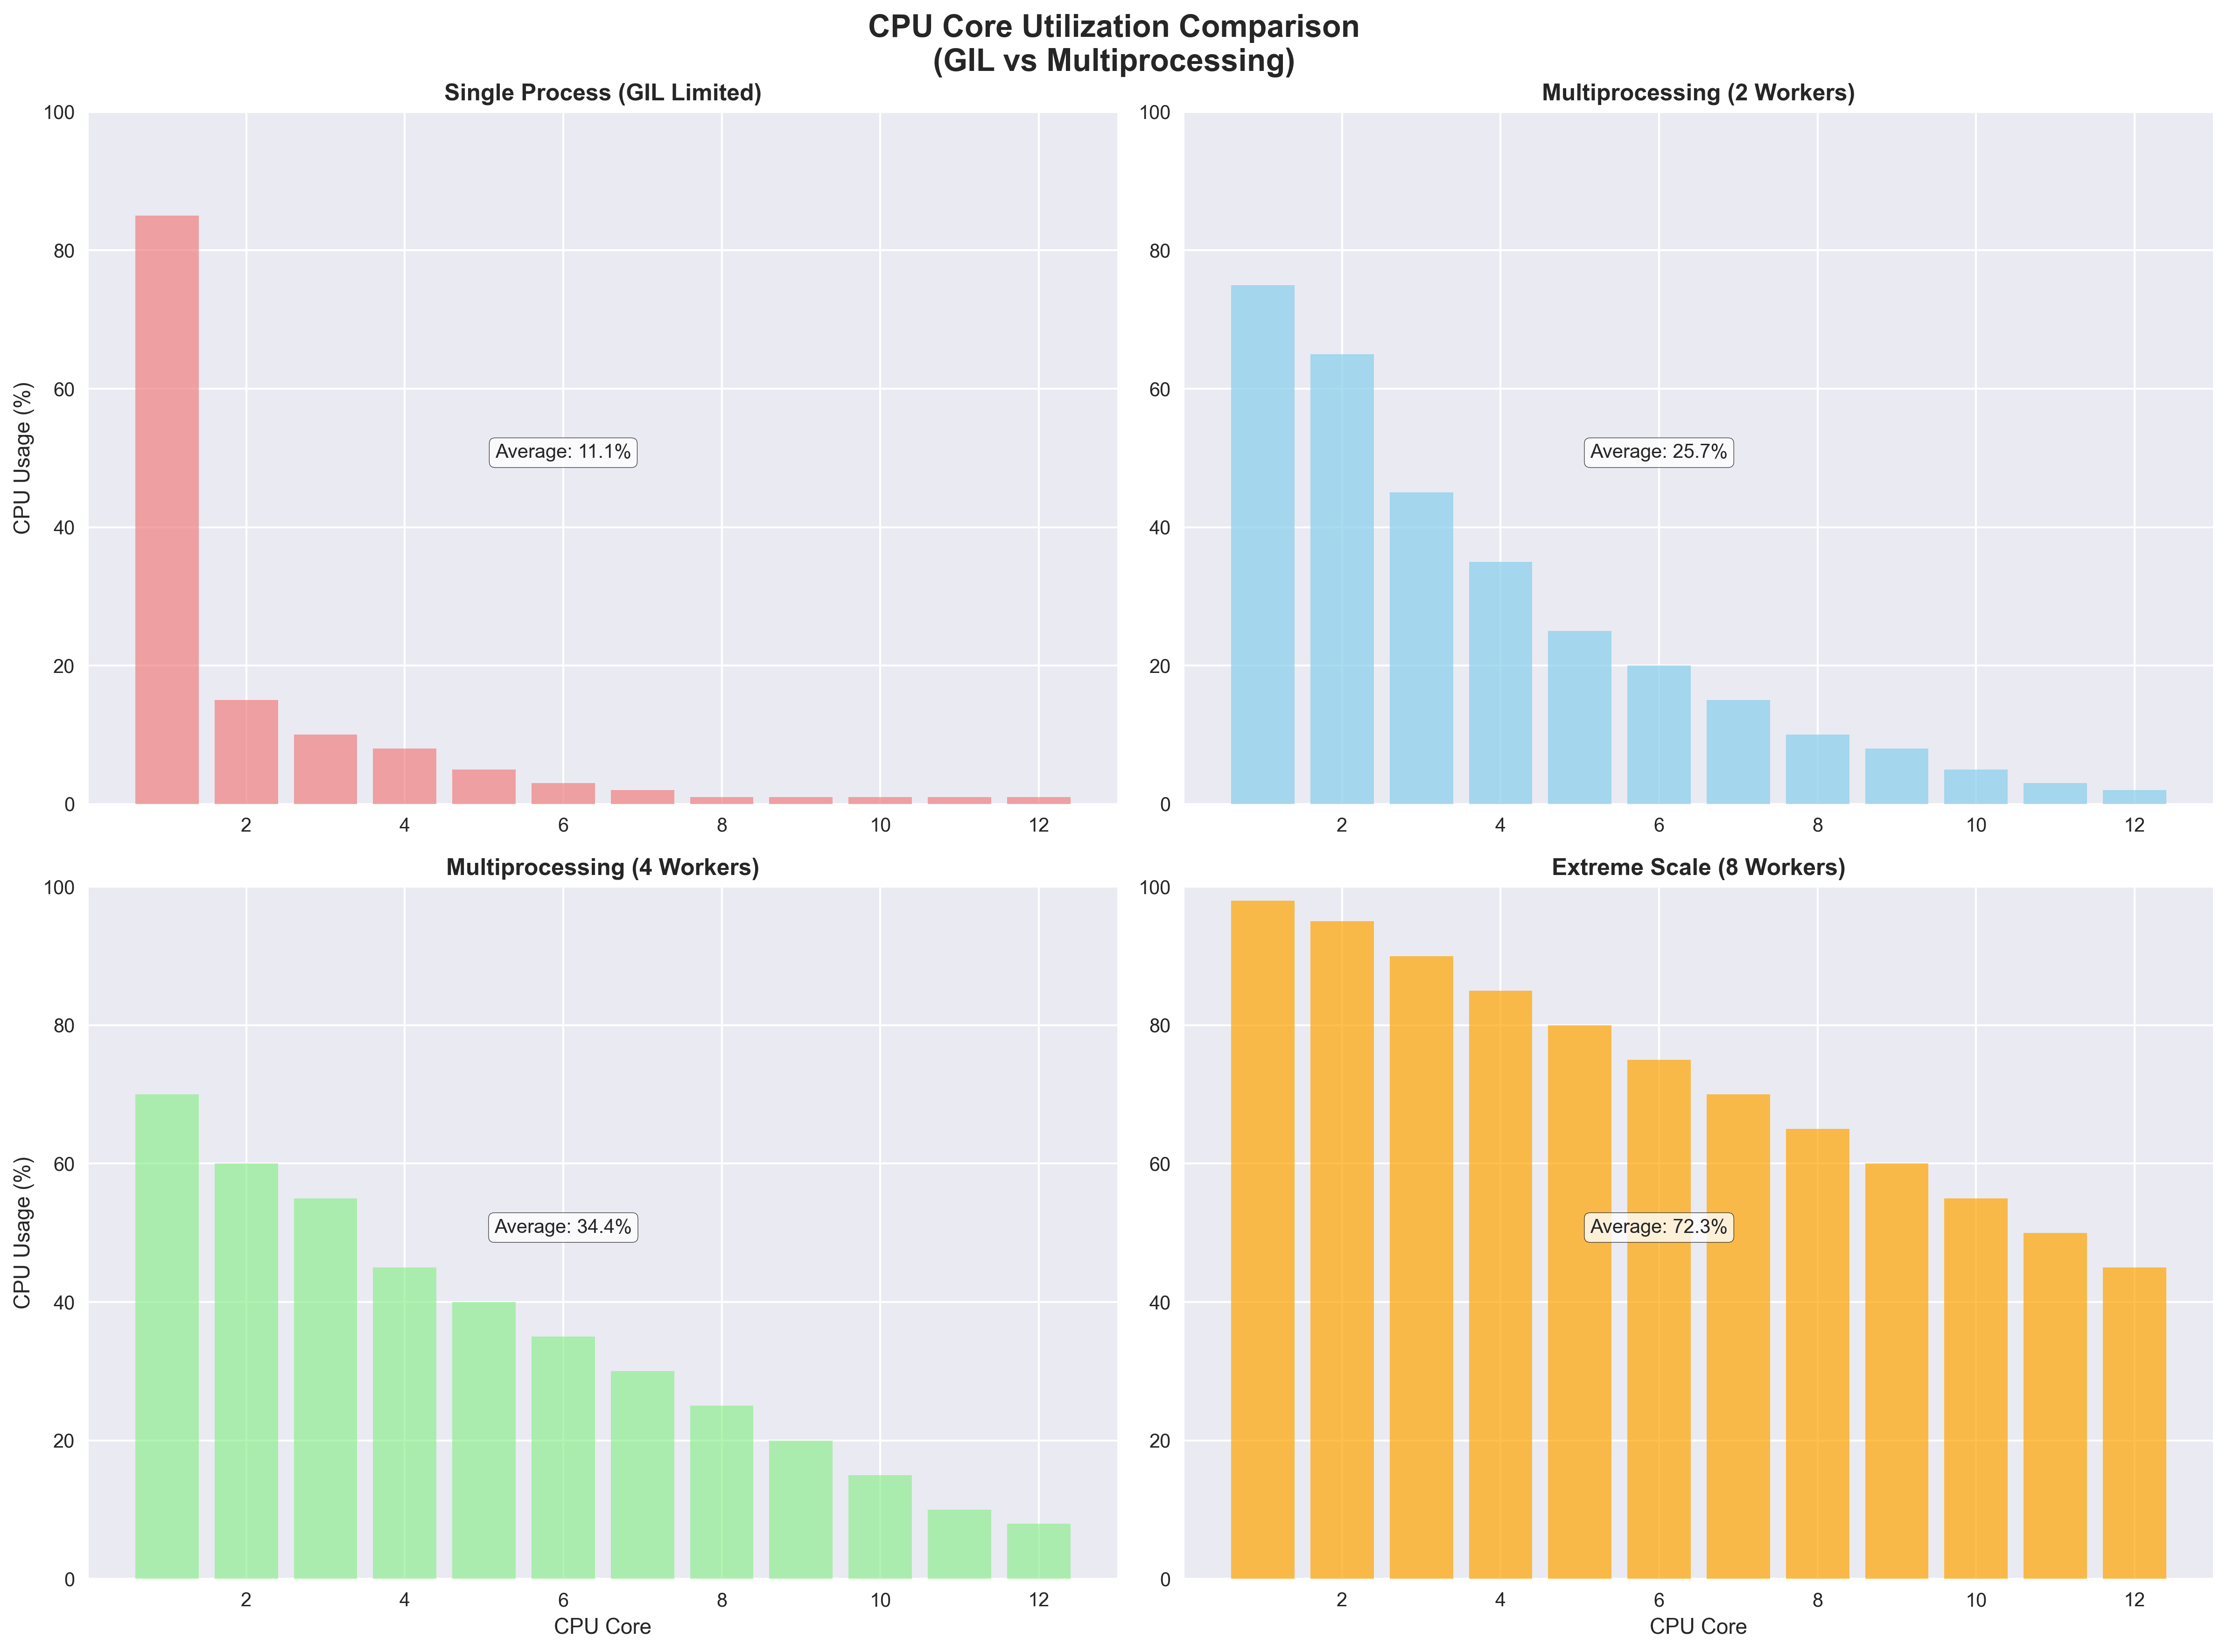 CPU Core Utilization Comparison
(GIL vs Multiprocessing)
Single Process (GIL Limited)
CPU Usage (%)
100
80
60
40
20
0
Average: 11.1%
2 4 6 8 10 12
Multiprocessing (2 Workers)
100
80
60
40
20
0
Average: 25.7%
2 4 6 8 10 12
Multiprocessing (4 Workers)
CPU Usage (%)
100
80
60
40
20
0
Average: 34.4%
2 4 6 8 10 12
CPU Core
Extreme Scale (8 Workers)
100
80
60
40
20
0
Average: 72.3%
2 4 6 8 10 12
CPU Core